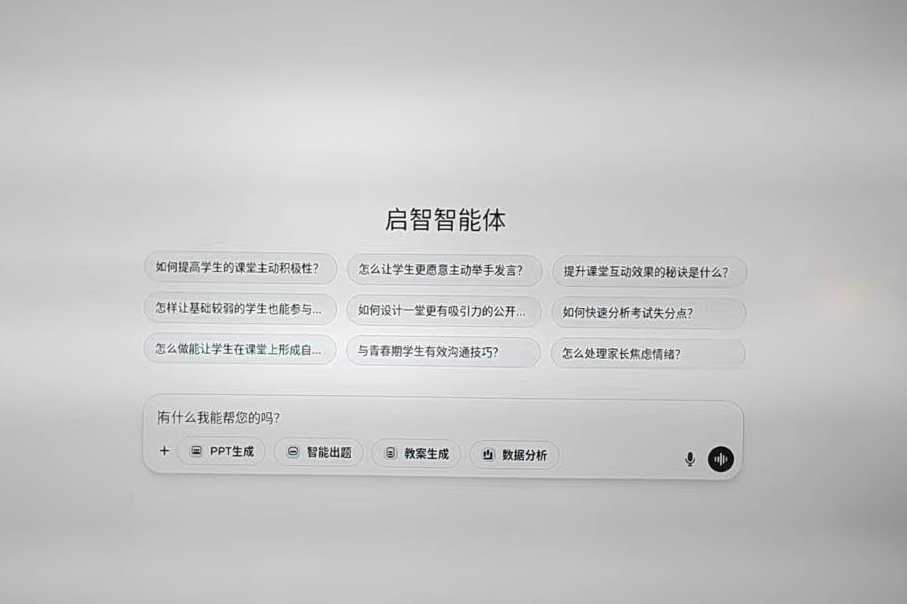 启智智能体
如何提高学生的课堂主动积极性？
怎么让学生更愿意主动举手发言？
提升课堂互动效果的秘诀是什么？
怎样让基础较弱的学生也能参与...
如何设计一堂更有吸引力的公开...
如何快速分析考试失分点？
怎么做能让学生在课堂上形成自...
与青春期学生有效沟通技巧？
怎么处理家长焦虑情绪？
有什么我能帮您的吗？
PPT生成
智能出题
教案生成
数据分析